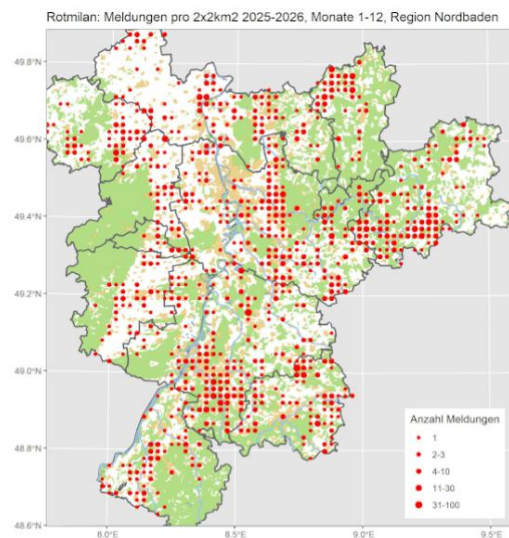 Rotmilan: Meldungen pro 2x2km2 2025-2026, Monate 1-12, Region Nordbaden
49.8°N
49.6°N
49.4°N
49.2°N
49.0°N
48.8°N
48.6°N
8.0°E
8.5°E
9.0°E
9.5°E
Anzahl Meldungen
1
2-3
4-10
11-30
31-100